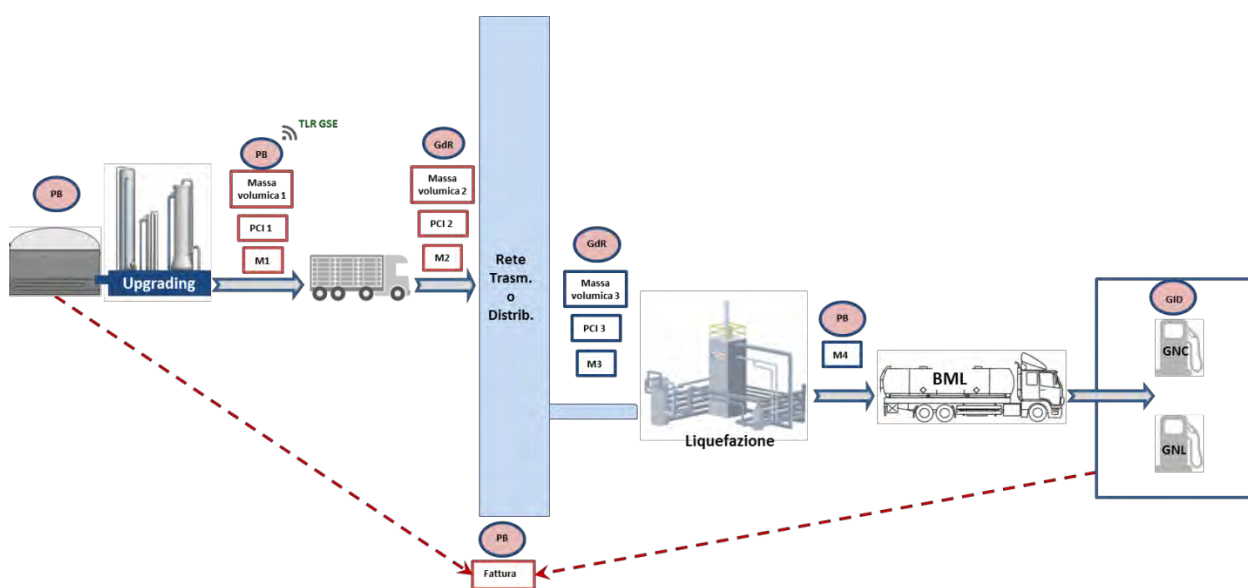 TLR GSE
PB
Massa
volumica 1
PCI 1
M1
GdR
Massa
volumica 2
PCI 2
M2
PB
Upgrading
Rete
Trasm.
o
Distrib.
GdR
Massa
volumica 3
PCI 3
M3
Liquefazione
PB
M4
BML
GID
GNC
GNL
PB
Fattura